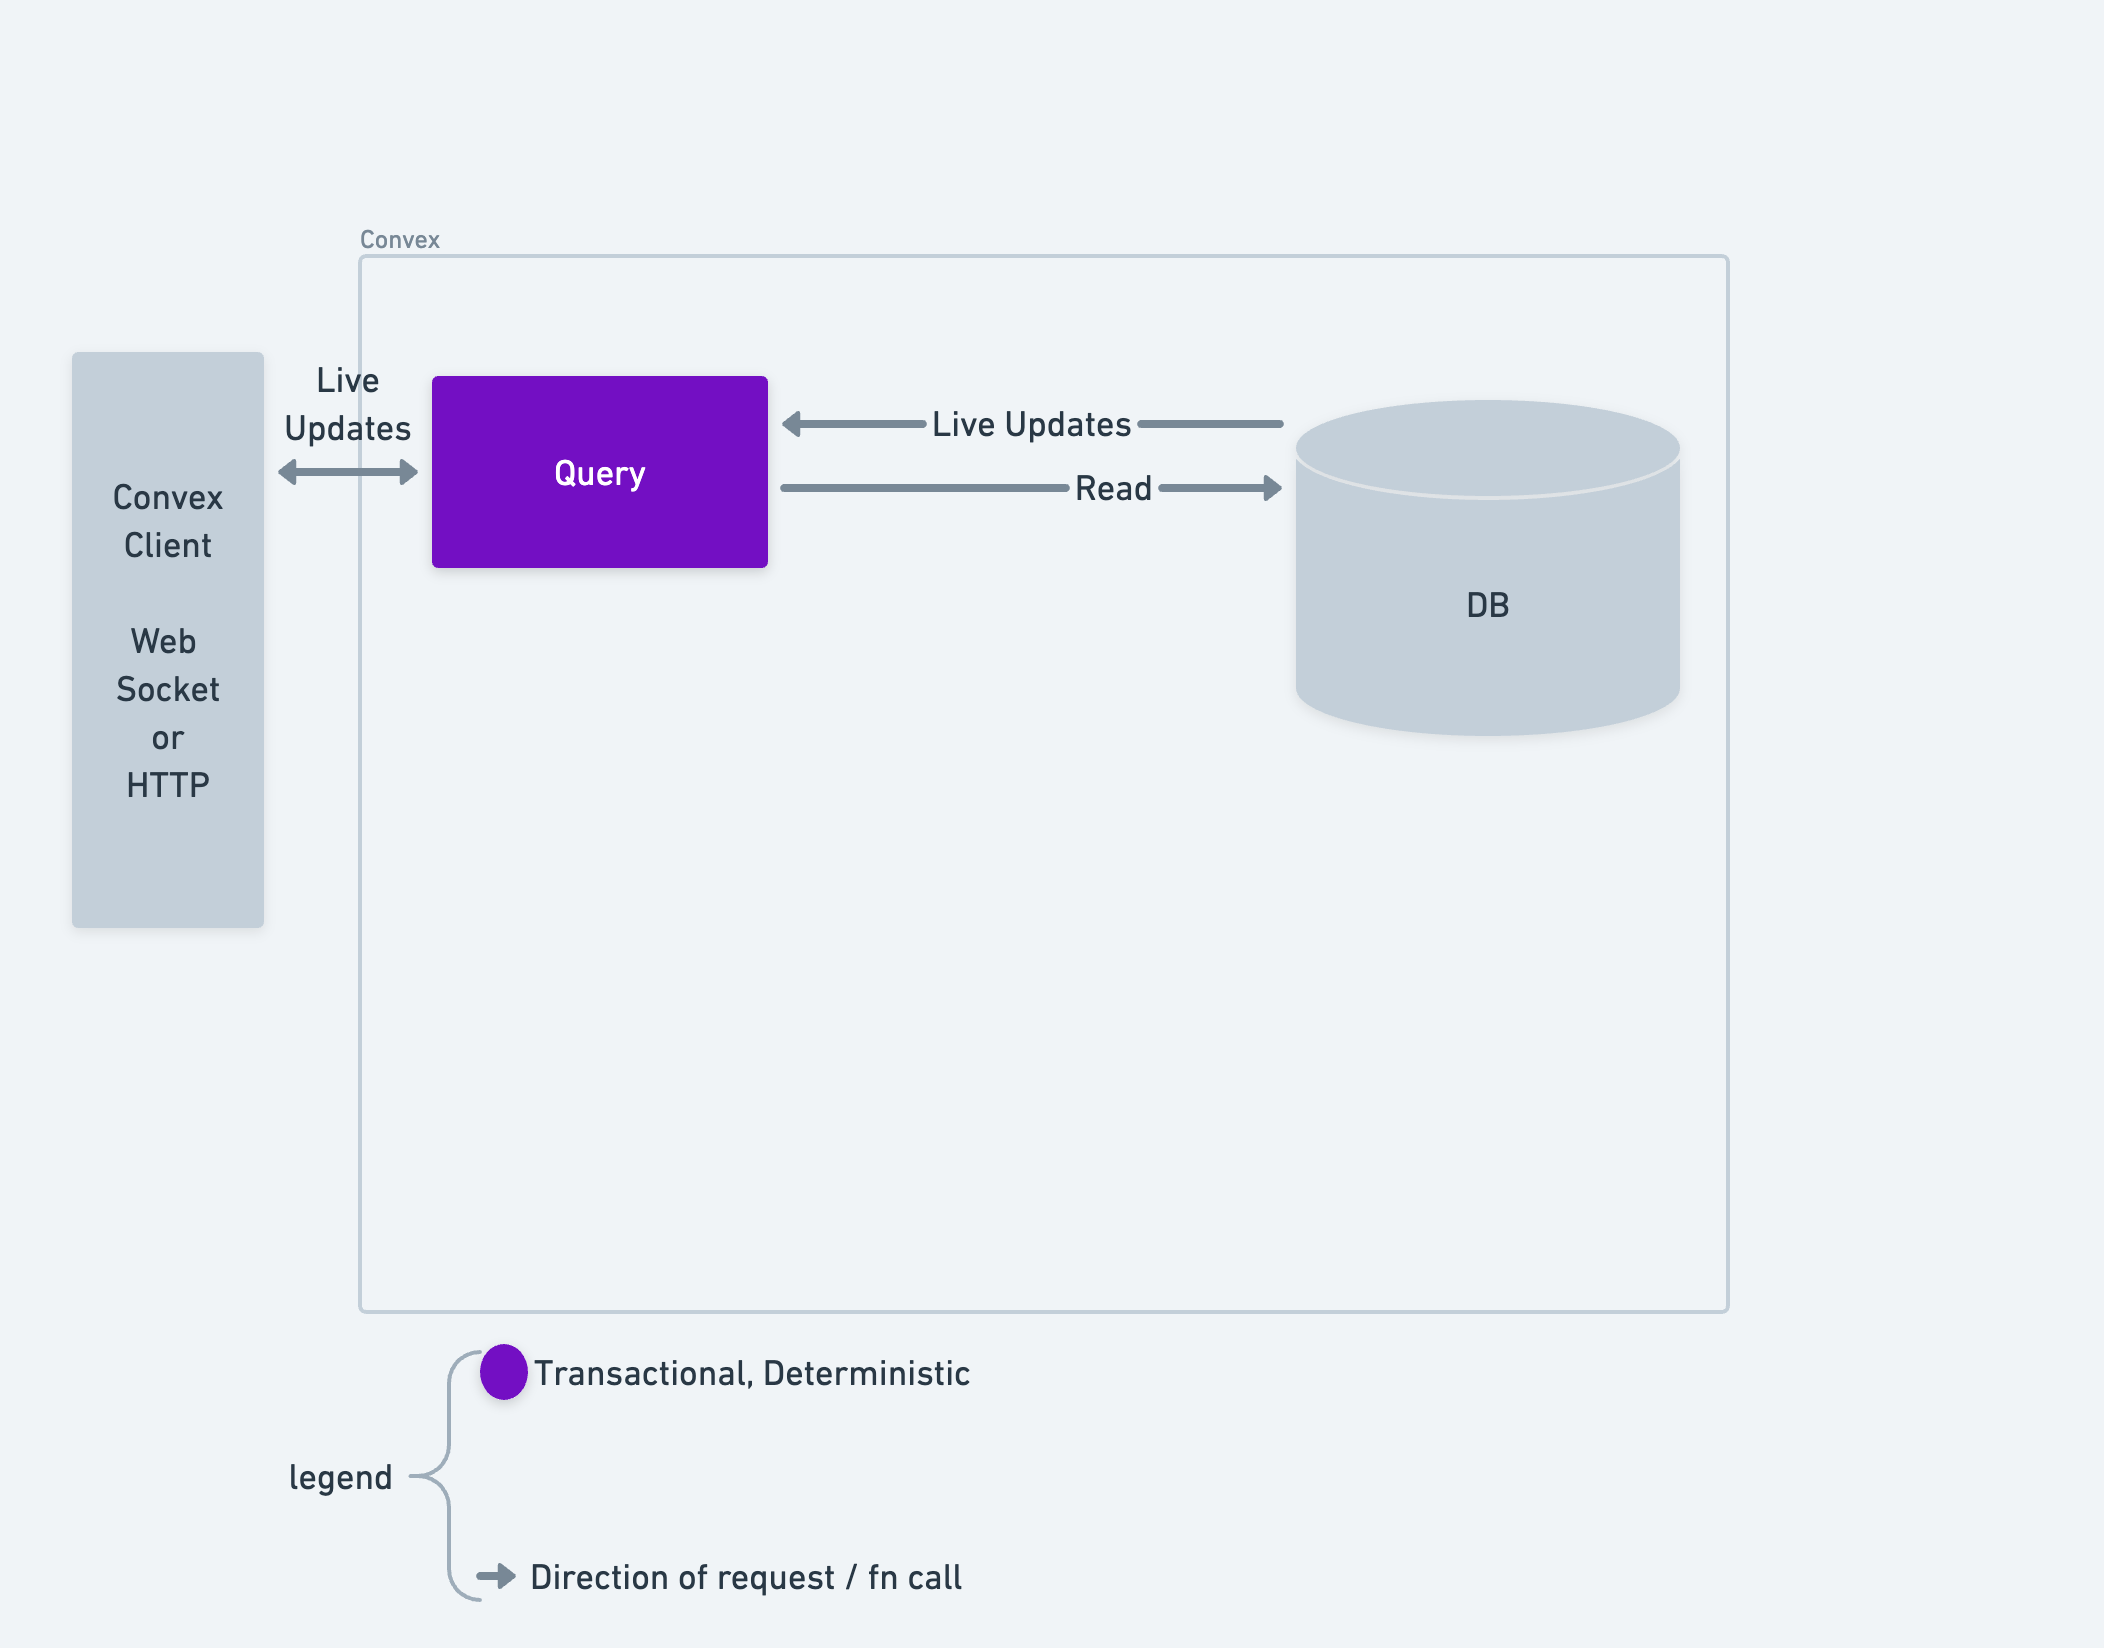 Convex
Live
Updates
Convex
Client
Web
Socket
or
HTTP
Query
Live Updates
Read
DB
Transactional, Deterministic
legend
Direction of request / fn call